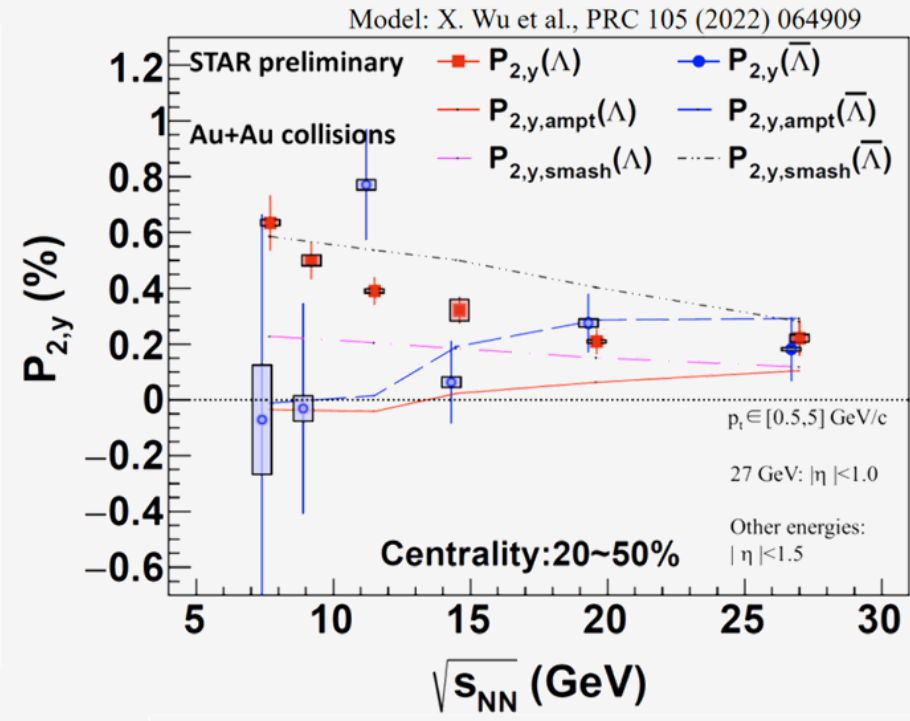 Model: X. Wu et al., PRC 105 (2022) 064909
STAR preliminary
P2,y(Λ)
P2,y(Λ̅)
P2,y,ampt(Λ)
P2,y,ampt(Λ̅)
Au+Au collisions
P2,y,smash(Λ)
P2,y,smash(Λ̅)
1.2
1
0.8
0.6
0.4
0.2
0
−0.2
−0.4
−0.6
P2,y (%)
pt∈[0.5,5] GeV/c
27 GeV: |η |<1.0
Other energies:
| η|<1.5
Centrality:20~50%
5 10 15 20 25 30
√sNN (GeV)